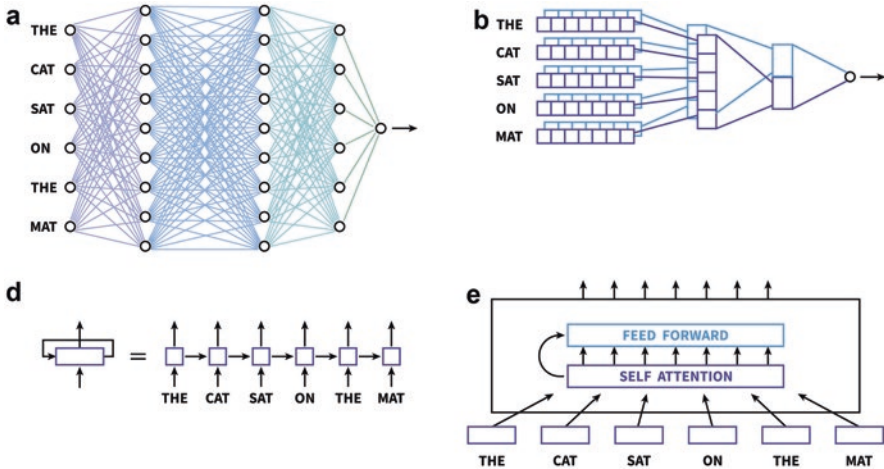 a
THE
CAT
SAT
ON
THE
MAT
b
THE
CAT
SAT
ON
MAT
d
THE CAT SAT ON THE MAT
e
FEED FORWARD
SELF ATTENTION
THE CAT SAT ON THE MAT